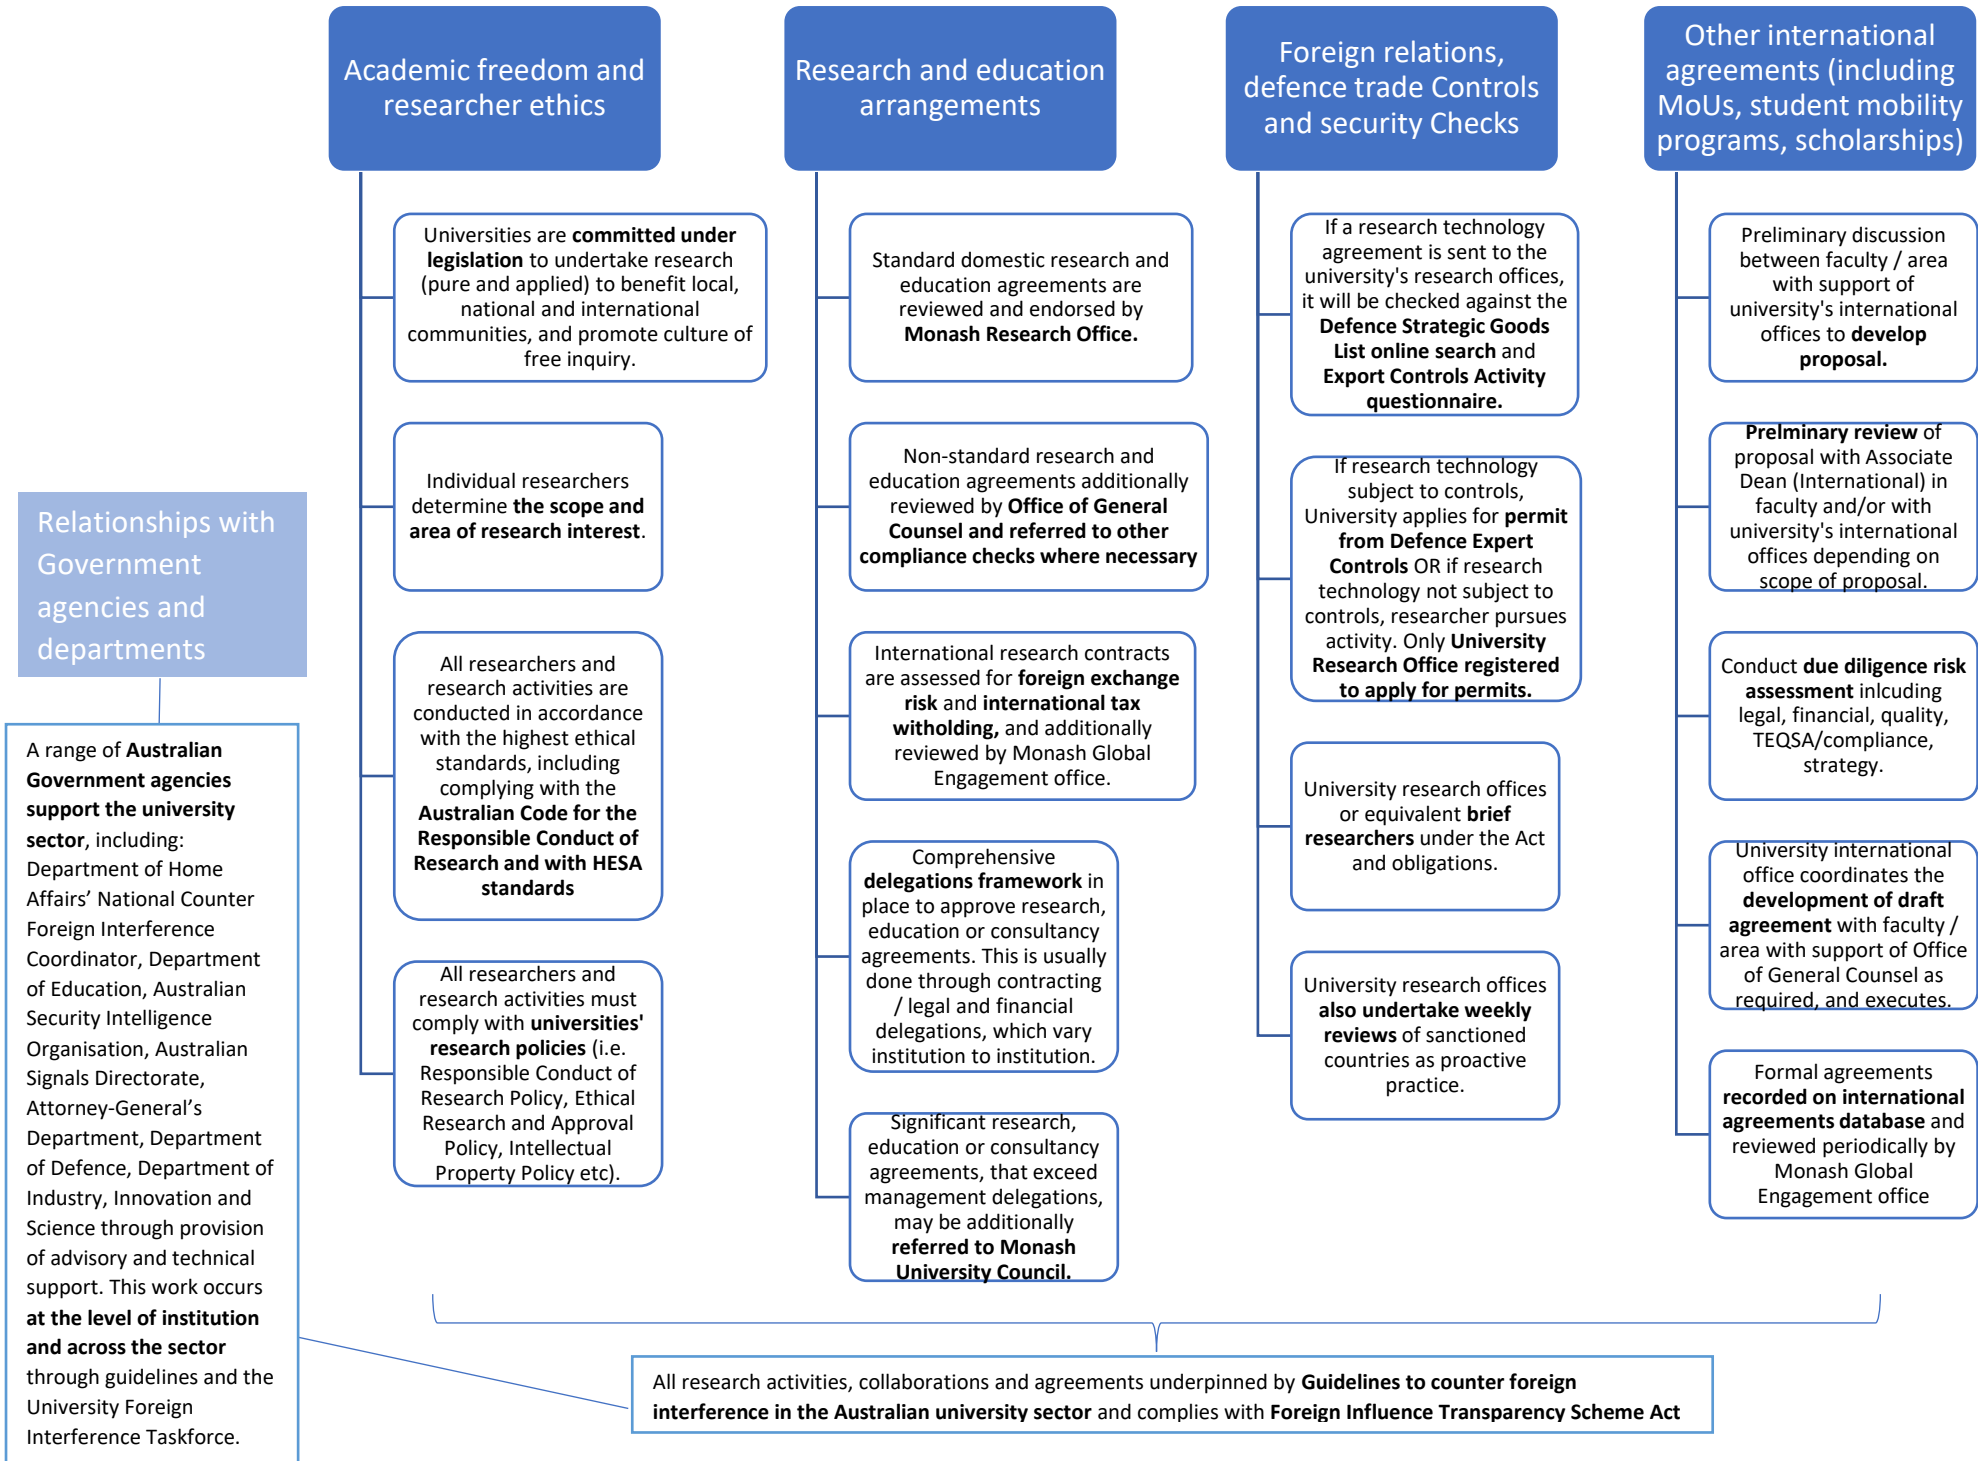 Academic freedom and
researcher ethics
Universities are committed under
legislation to undertake research
(pure and applied) to benefit local,
national and international
communities, and promote culture of
free inquiry.
Individual researchers
determine the scope and
area of research interest.
All researchers and
research activities are
conducted in accordance
with the highest ethical
standards, including
complying with the
Australian Code for the
Responsible Conduct of
Research and with HESA
standards
All researchers and
research activities must
comply with universities'
research policies (i.e.
Responsible Conduct of
Research Policy, Ethical
Research and Approval
Policy, Intellectual
Property Policy etc).
Research and education
arrangements
Standard domestic research and
education agreements are
reviewed and endorsed by
Monash Research Office.
Non-standard research and
education agreements additionally
reviewed by Office of General
Counsel and referred to other
compliance checks where necessary
International research contracts
are assessed for foreign exchange
risk and international tax
witholding, and additionally
reviewed by Monash Global
Engagement office.
Comprehensive
delegations framework in
place to approve research,
education or consultancy
agreements. This is usually
done through contracting
/ legal and financial
delegations, which vary
institution to institution.
Significant research,
education or consultancy
agreements, that exceed
management delegations,
may be additionally
referred to Monash
University Council.
Foreign relations,
defence trade Controls
and security Checks
If a research technology
agreement is sent to the
university's research offices,
it will be checked against the
Defence Strategic Goods
List online search and
Export Controls Activity
questionnaire.
If research technology
subject to controls,
University applies for permit
from Defence Expert
Controls OR if research
technology not subject to
controls, researcher pursues
activity. Only University
Research Office registered
to apply for permits.
University research offices
or equivalent brief
researchers under the Act
and obligations.
University research offices
also undertake weekly
reviews of sanctioned
countries as proactive
practice.
Other international
agreements (including
MoUs, student mobility
programs, scholarships)
Preliminary discussion
between faculty / area
with support of
university's international
offices to develop
proposal.
Prelminary review of
proposal with Associate
Dean (International) in
faculty and/or with
university's international
offices depending on
scope of proposal.
Conduct due diligence risk
assessment inlcuding
legal, financial, quality,
TEQSA/compliance,
strategy.
University international
office coordinates the
development of draft
agreement with faculty /
area with support of Office
of General Counsel as
required, and executes.
Formal agreements
recorded on international
agreements database and
reviewed periodically by
Monash Global
Engagement office
Relationships with
Government
agencies and
departments
A range of Australian
Government agencies
support the university
sector, including:
Department of Home
Affairs’ National Counter
Foreign Interference
Coordinator, Department
of Education, Australian
Security Intelligence
Organisation, Australian
Signals Directorate,
Attorney-General’s
Department, Department
of Defence, Department of
Industry, Innovation and
Science through provision
of advisory and technical
support. This work occurs
at the level of institution
and across the sector
through guidelines and the
University Foreign
Interference Taskforce.
All research activities, collaborations and agreements underpinned by Guidelines to counter foreign
interference in the Australian university sector and complies with Foreign Influence Transparency Scheme Act